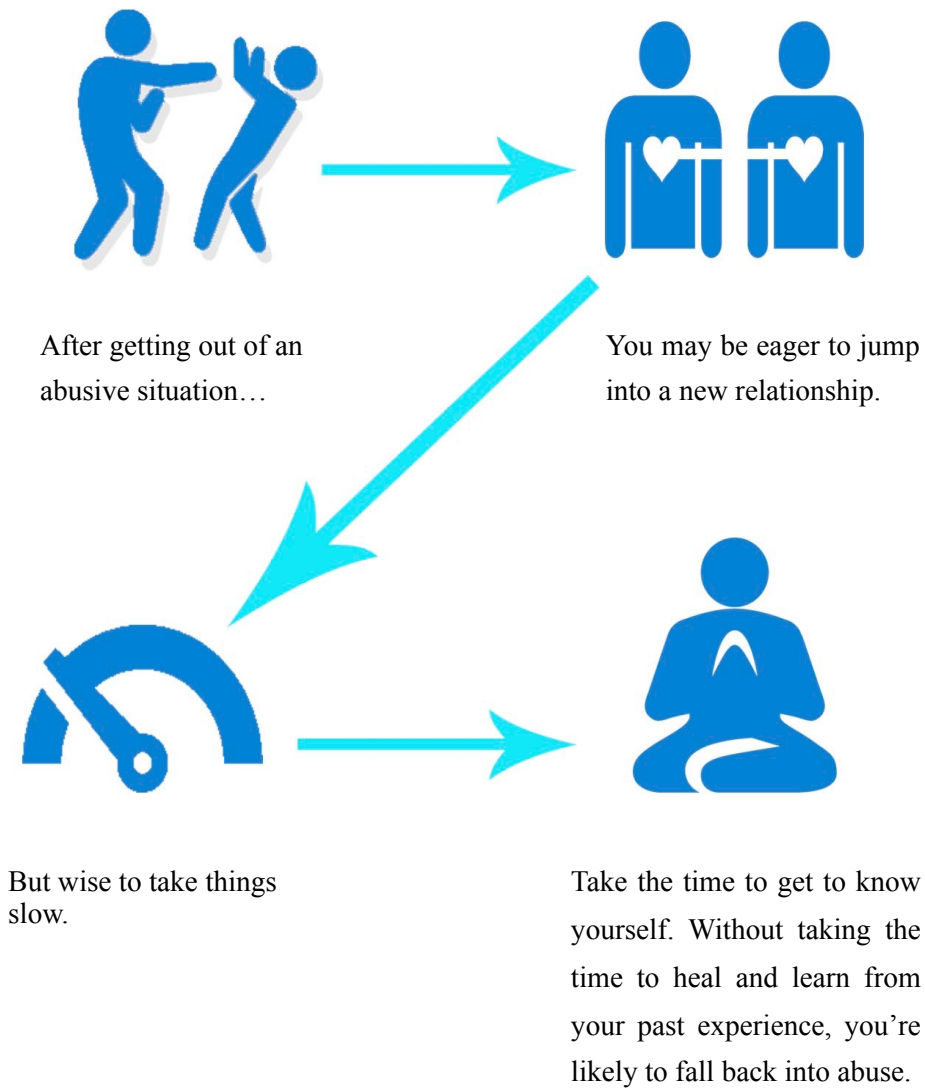 After getting out of an
abusive situation…
You may be eager to jump
into a new relationship.
But wise to take things
slow.
Take the time to get to know
yourself. Without taking the
time to heal and learn from
your past experience, you’re
likely to fall back into abuse.